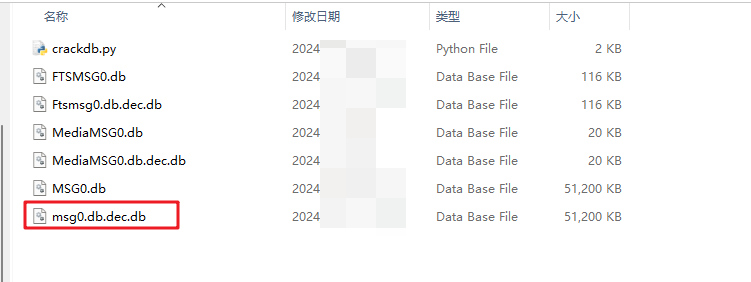 名称 修改日期 类型 大小
crackdb.py 2024 Python File 2 KB
FTSMSG0.db 2024 Data Base File 116 KB
Ftsmsg0.db.dec.db 2024 Data Base File 116 KB
MediaMSG0.db 2024 Data Base File 20 KB
MediaMSG0.db.dec.db 2024 Data Base File 20 KB
MSG0.db 2024 Data Base File 51,200 KB
msg0.db.dec.db 2024 Data Base File 51,200 KB